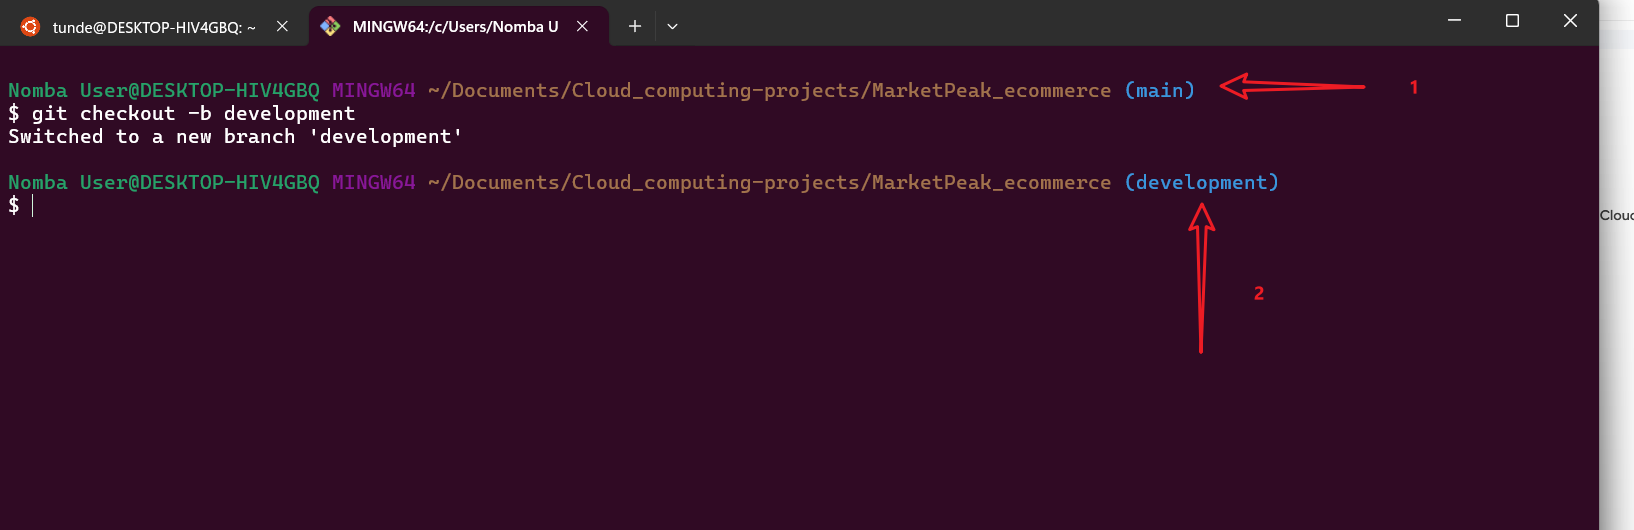 tunde@DESKTOP-HIV4GBQ: ~
MINGW64:/c/Users/Nomba U
Nomba User@DESKTOP-HIV4GBQ MINGW64 ~/Documents/Cloud_computing-projects/MarketPeak_ecommerce (main)
1
$ git checkout -b development
Switched to a new branch 'development'
Nomba User@DESKTOP-HIV4GBQ MINGW64 ~/Documents/Cloud_computing-projects/MarketPeak_ecommerce (development)
$
Cloud
2